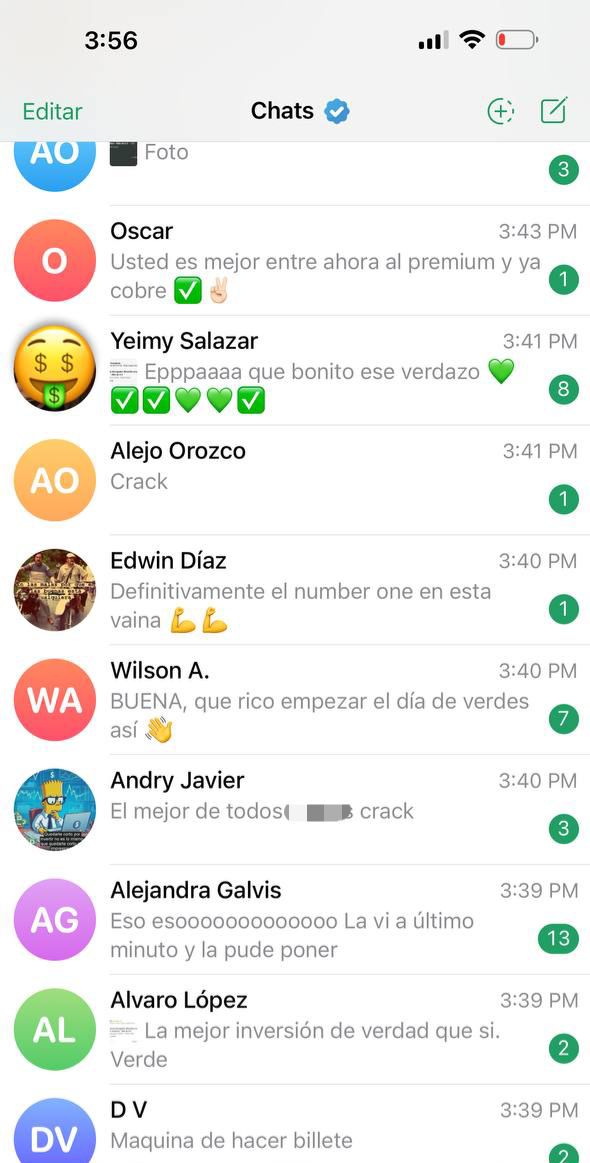 3:56
Editar
Chats
AO
Foto
3
O
Oscar
3:43 PM
Usted es mejor entre ahora al premium y ya
cobre ✅✌🏻
1
Yeimy Salazar
3:41 PM
Epppaaaa que bonito ese verdazo 💚
✅✅💚💚✅
8
AO
Alejo Orozco
3:41 PM
Crack
1
Edwin Díaz
3:40 PM
Definitivamente el number one en esta
vaina 💪💪
1
WA
Wilson A.
3:40 PM
BUENA, que rico empezar el día de verdes
así 👋
7
Andry Javier
3:40 PM
El mejor de todos crack
3
AG
Alejandra Galvis
3:39 PM
Eso esooooooooooooo La vi a último
minuto y la pude poner
13
AL
Alvaro López
3:39 PM
La mejor inversión de verdad que si.
Verde
2
DV
D V
3:39 PM
Maquina de hacer billete
2